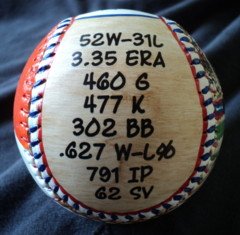 52W-31L
3.35 ERA
460 G
477 K
302 BB
.627 W-L%
791 IP
62 SV